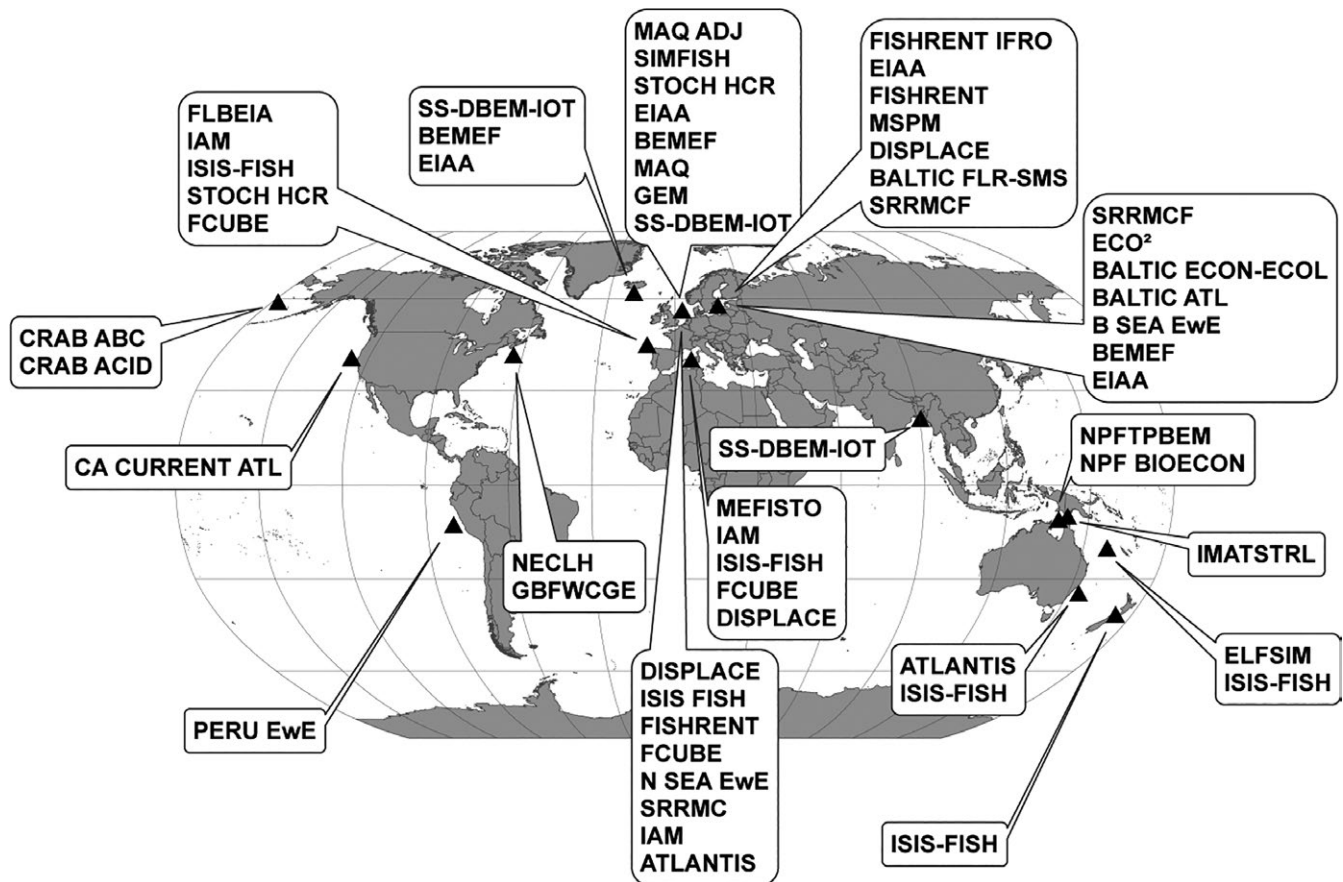 MAQ ADJ
SIMFISH
STOCH HCR
EIAA
BEMEF
MAQ
GEM
SS-DBEM-IOT
FISHRENT IFRO
EIAA
FISHRENT
MSPM
DISPLACE
BALTIC FLR-SMS
SRRMCF
SS-DBEM-IOT
BEMEF
EIAA
FLBEIA
IAM
ISIS-FISH
STOCH HCR
FCUBE
SRRMCF
ECO²
BALTIC ECON-ECOL
BALTIC ATL
B SEA EwE
BEMEF
EIAA
CRAB ABC
CRAB ACID
CA CURRENT ATL
SS-DBEM-IOT
NPFTPBEM
NPF BIOECON
MEFISTO
IAM
ISIS-FISH
FCUBE
DISPLACE
NECLH
GBFWCGE
IMATSTRL
ATLANTIS
ISIS-FISH
ELFSIM
ISIS-FISH
PERU EwE
DISPLACE
ISIS FISH
FISHRENT
FCUBE
N SEA EwE
SRRMC
IAM
ATLANTIS
ISIS-FISH